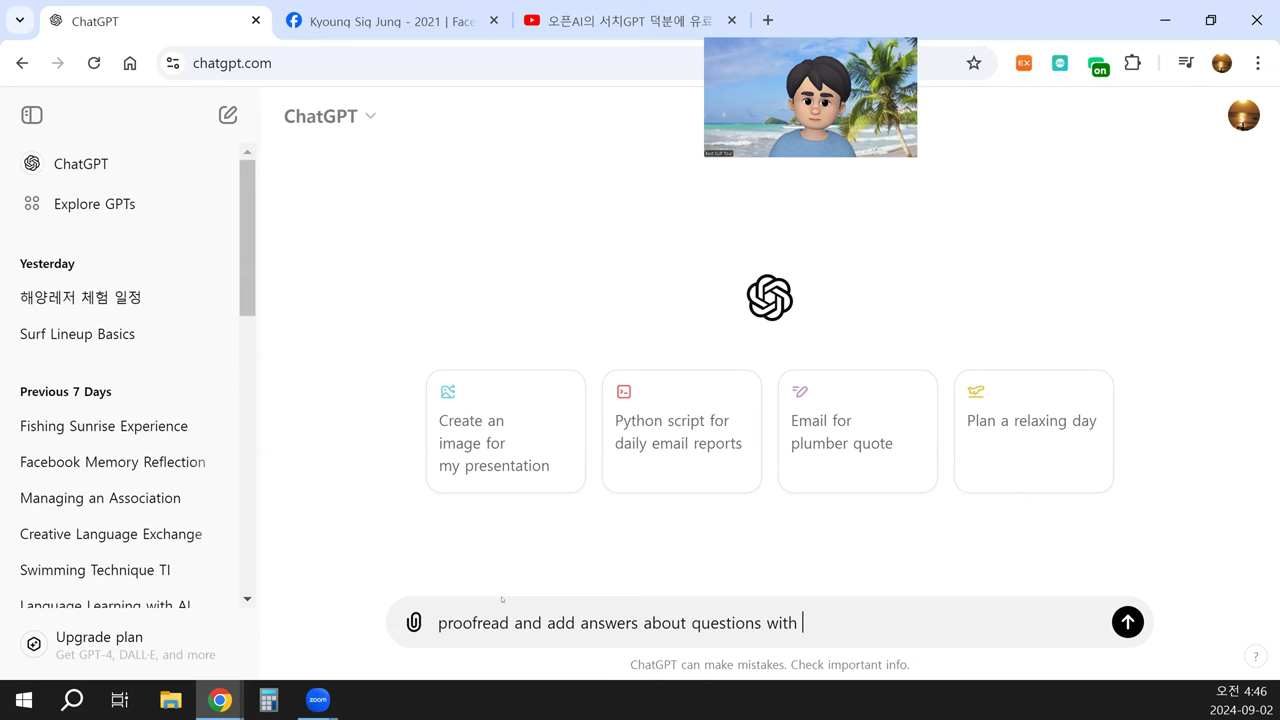 ChatGPT
Kyoung Sig Jung - 2021 | Face
오픈AI의 서치GPT 덕분에 유료
chatgpt.com
EX
on
ChatGPT
ChatGPT
Explore GPTs
Yesterday
해양레저 체험 일정
Surf Lineup Basics
Previous 7 Days
Fishing Sunrise Experience
Facebook Memory Reflection
Managing an Association
Creative Language Exchange
Swimming Technique TI
Language Learning with AI
Upgrade plan
Get GPT-4, DALL·E, and more
Create an
image for
my presentation
Python script for
daily email reports
Email for
plumber quote
Plan a relaxing day
proofread and add answers about questions with
ChatGPT can make mistakes. Check important info.
?
zoom
오전 4:46
2024-09-02